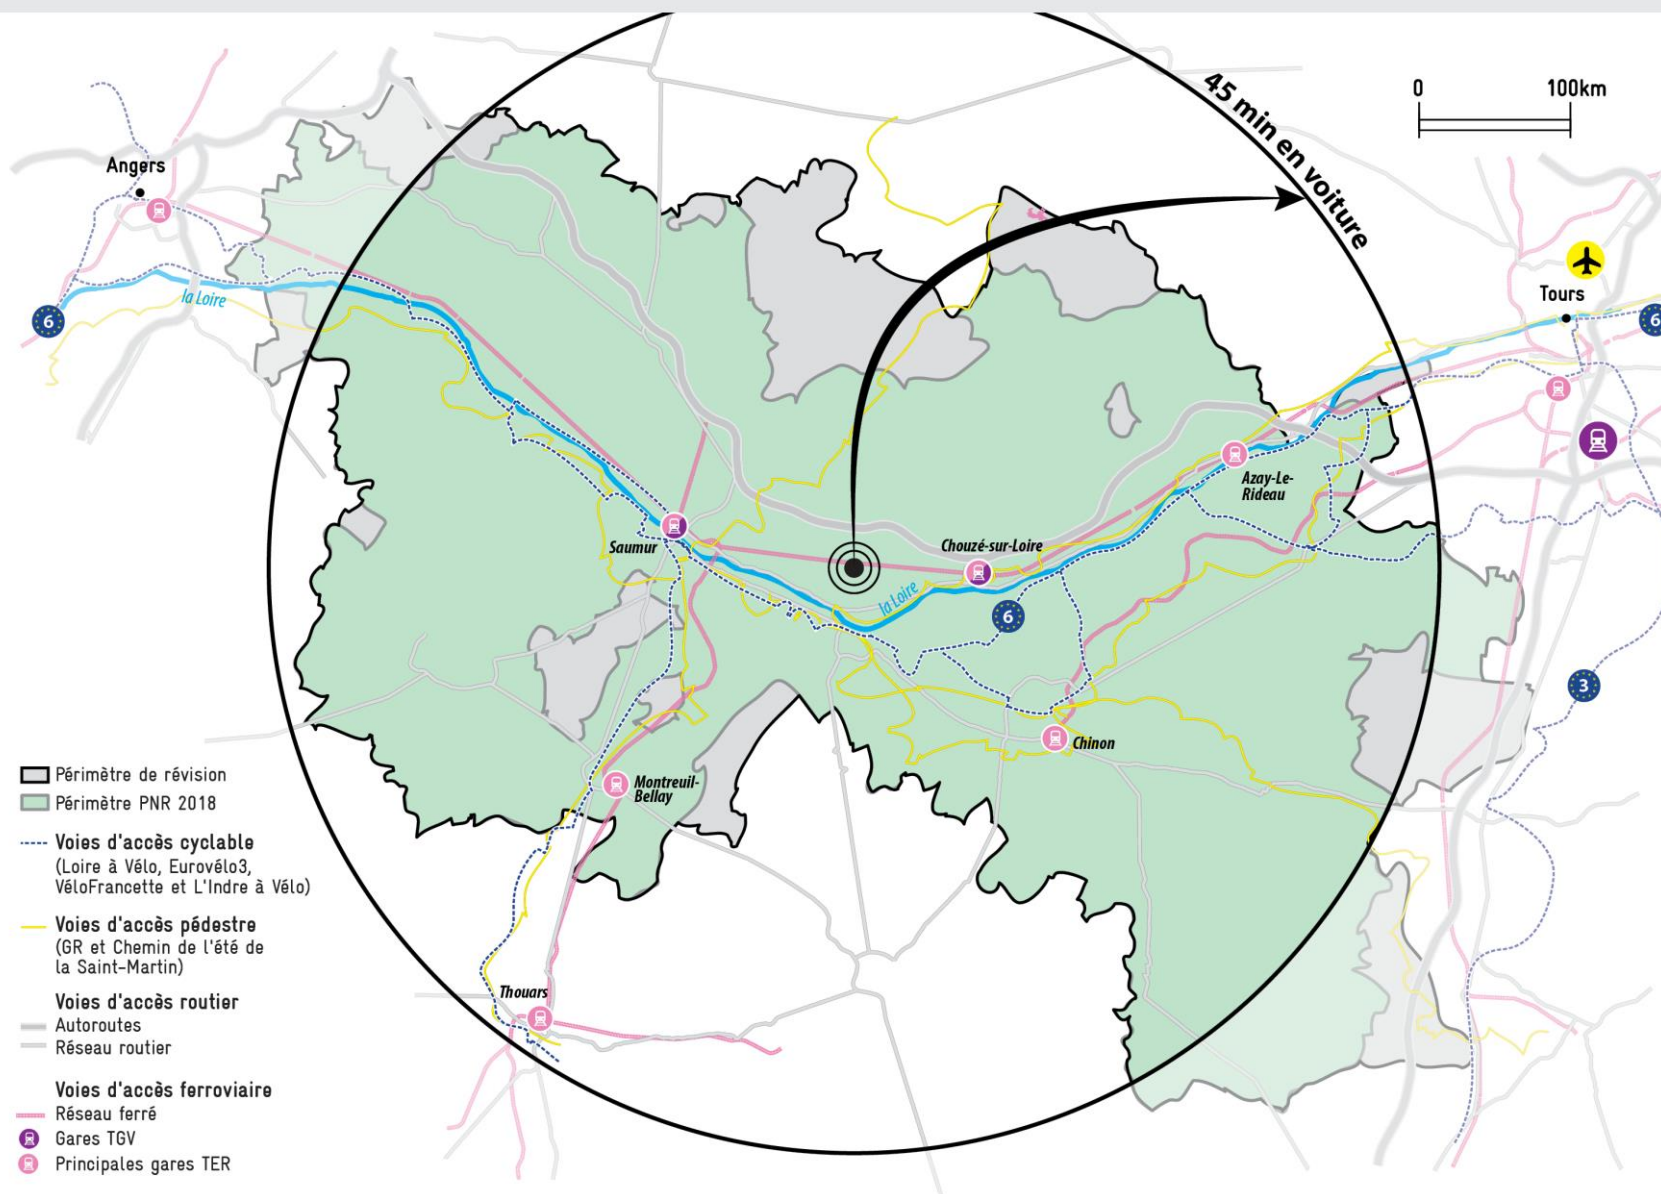 45 min en voiture
0 100km
Angers
la Loire
6
Tours
6
Azay-Le-
Rideau
Saumur
Chouzé-sur-Loire
la Loire
6
3
Chinon
Montreuil-
Bellay
Thouars
Périmètre de révision
Périmètre PNR 2018
Voies d'accès cyclable
(Loire à Vélo, Eurovélo3,
VéloFrancette et L'Indre à Vélo)
Voies d'accès pédestre
(GR et Chemin de l'été de
la Saint-Martin)
Voies d'accès routier
Autoroutes
Réseau routier
Voies d'accès ferroviaire
Réseau ferré
Gares TGV
Principales gares TER